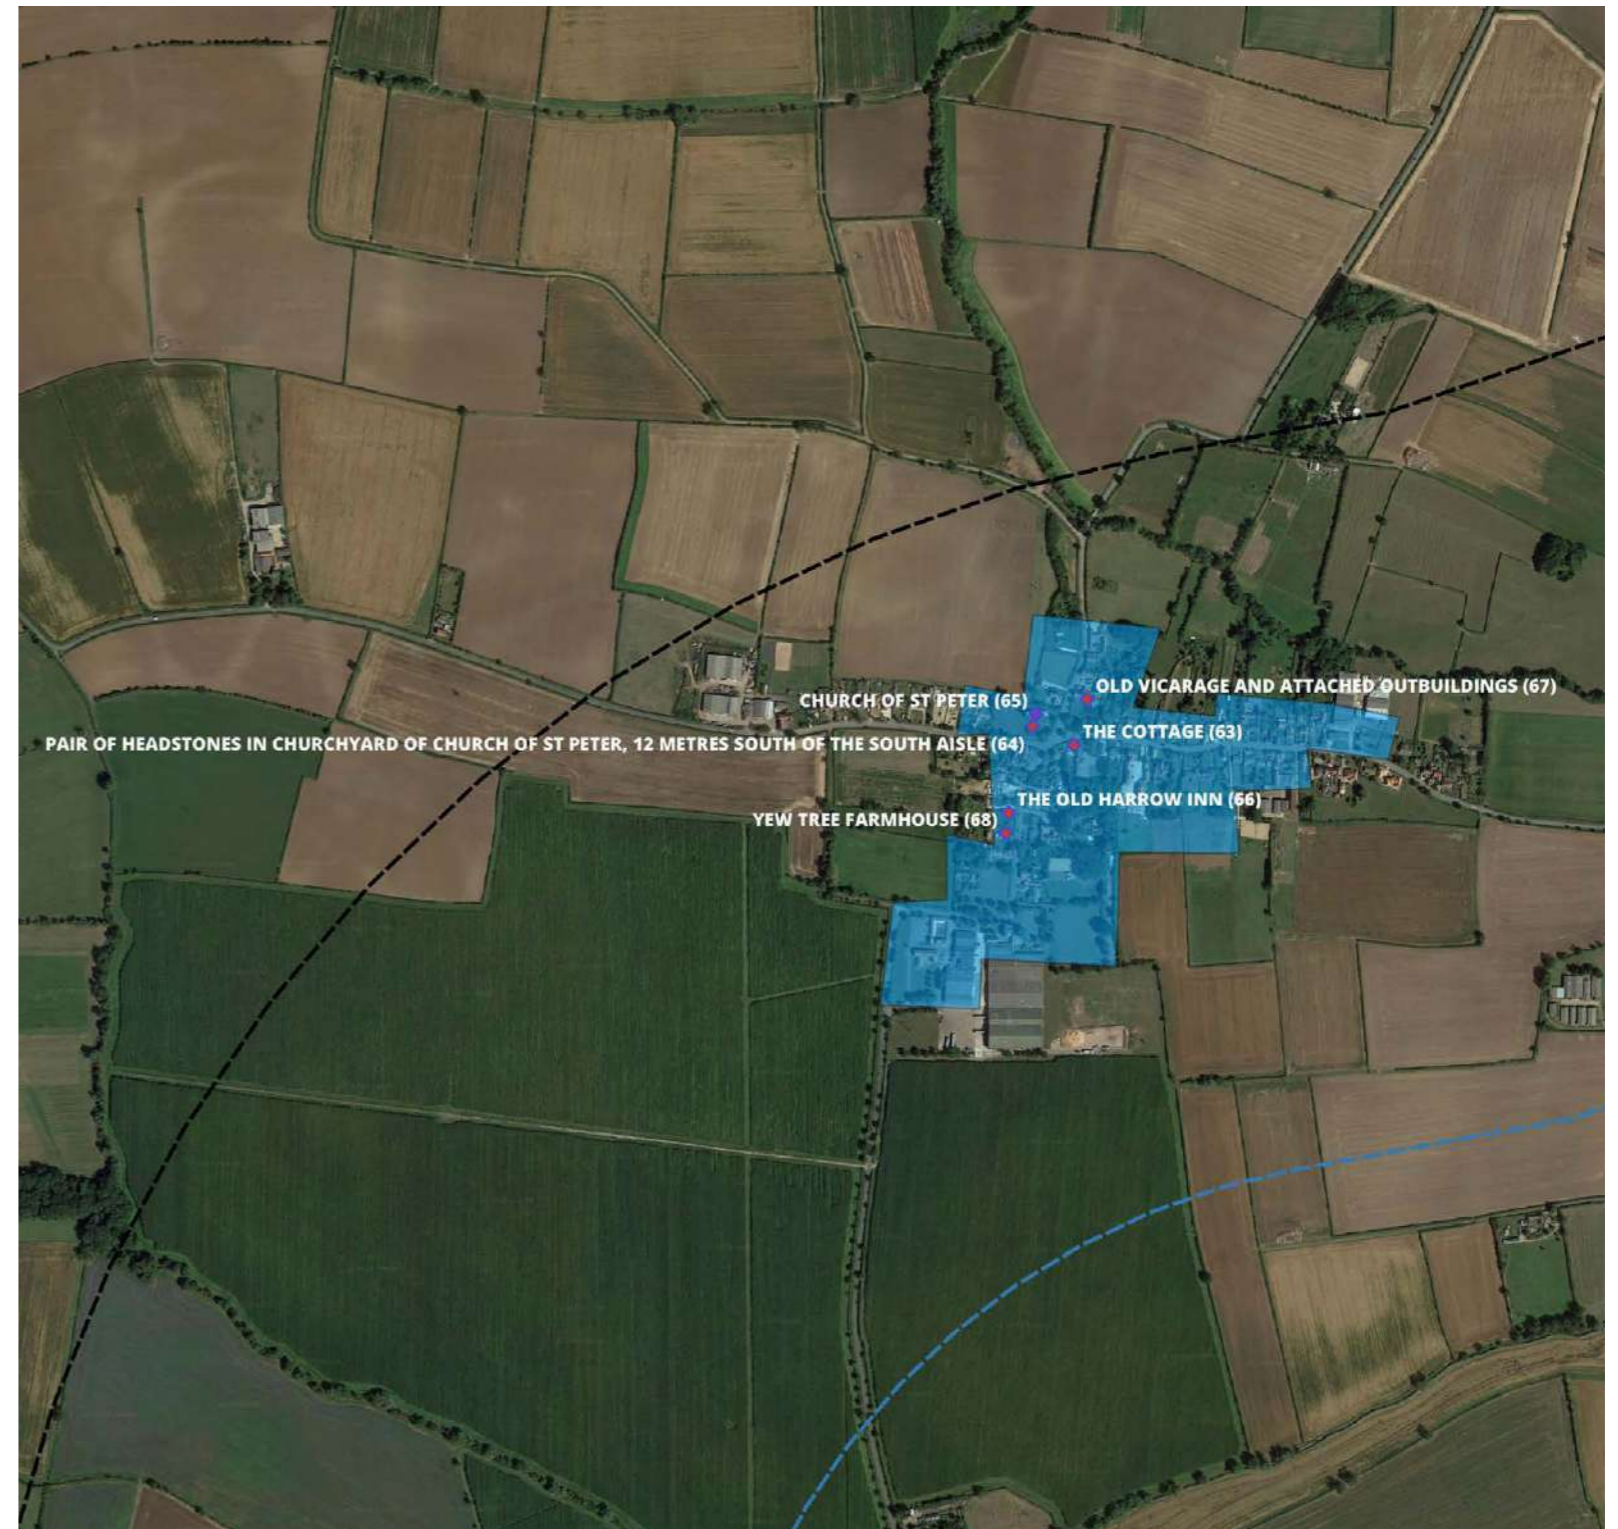 OLD VICARAGE AND ATTACHED OUTBUILDINGS (67)
CHURCH OF ST PETER (65)
THE COTTAGE (63)
PAIR OF HEADSTONES IN CHURCHYARD OF CHURCH OF ST PETER, 12 METRES SOUTH OF THE SOUTH AISLE (64)
THE OLD HARROW INN (66)
YEW TREE FARMHOUSE (68)